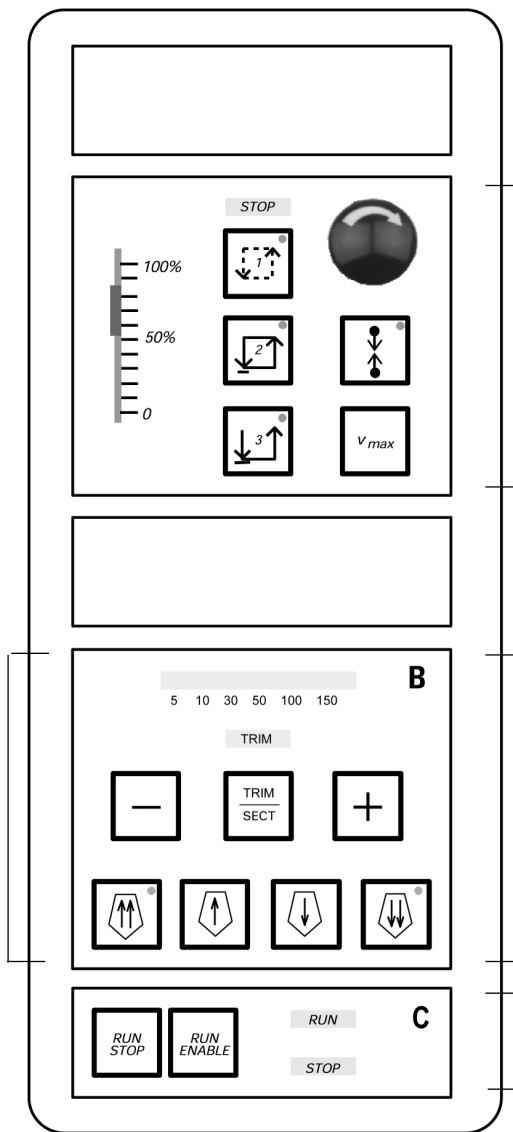 STOP
100%
1
50%
2
0
3
v max
B
5 10 30 50 100 150
TRIM
− TRIM +
SECT
C
RUN STOP
RUN ENABLE
RUN
STOP